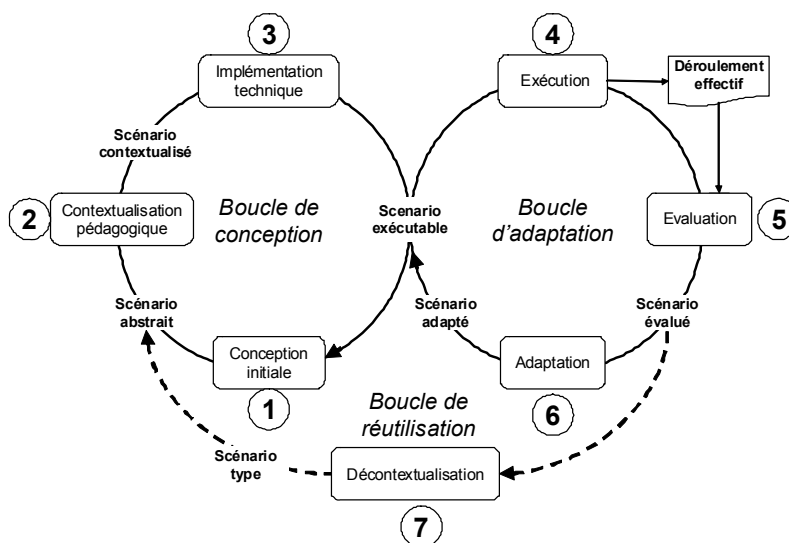 3
Implémentation
technique
4
Exécution
Déroulement
effectif
Scénario
contextualisé
2
Contextualisation
pédagogique
Boucle de
conception
Scenario
exécutable
Boucle
d'adaptation
Evaluation
5
Scénario
abstrait
Scénario
adapté
Scénario
évalué
Conception
initiale
1
Adaptation
6
Boucle de
réutilisation
Scénario
type
Décontextualisation
7